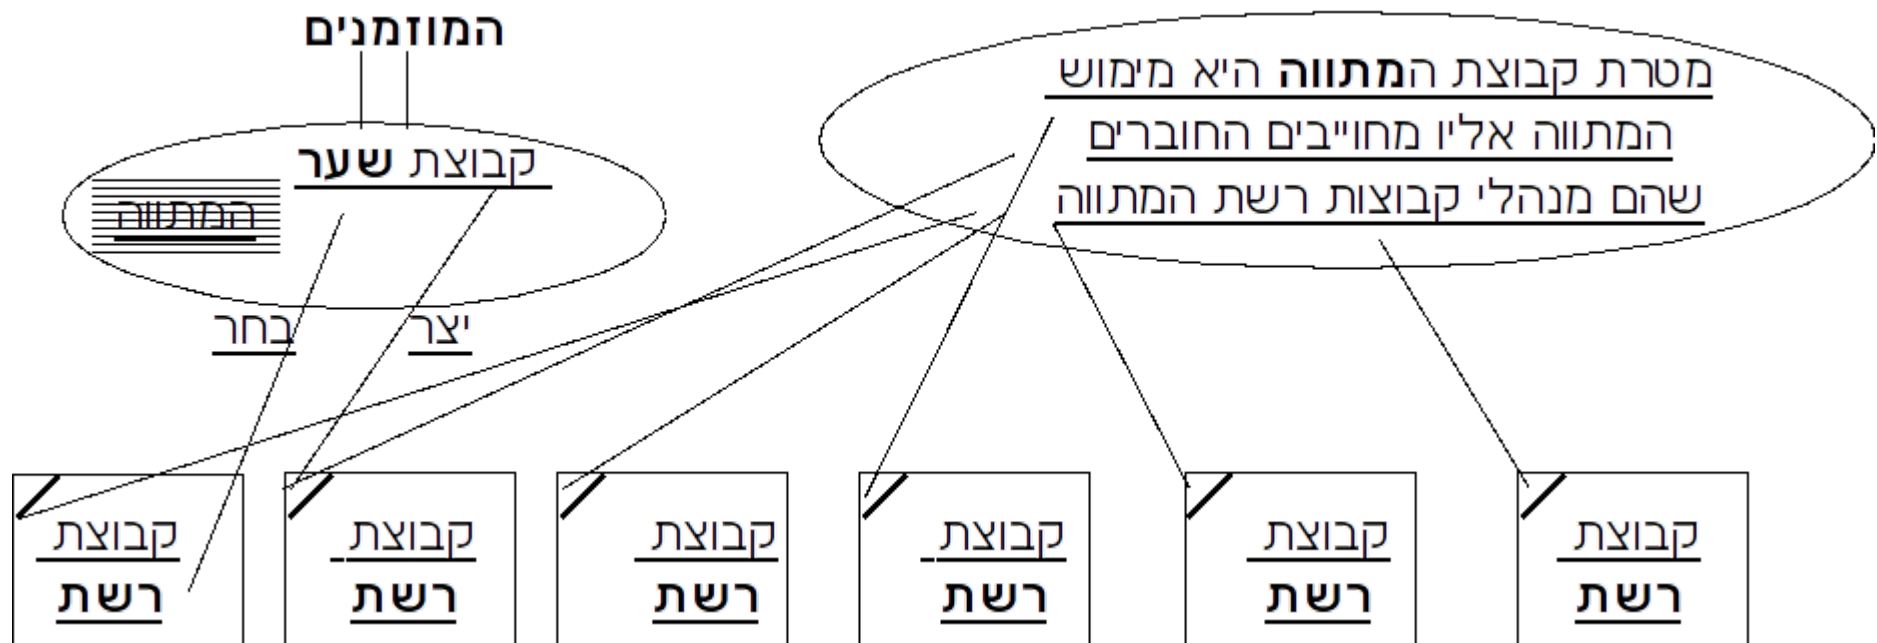 המוזמנים
קבוצת שער
המתווה
בחר
יצר
מטרת קבוצת המתווה היא מימוש
המתווה אליו מחוייבים החוברים
שהם מנהלי קבוצות רשת המתווה
קבוצת
רשת
קבוצת
רשת
קבוצת
רשת
קבוצת
רשת
קבוצת
רשת
קבוצת
רשת